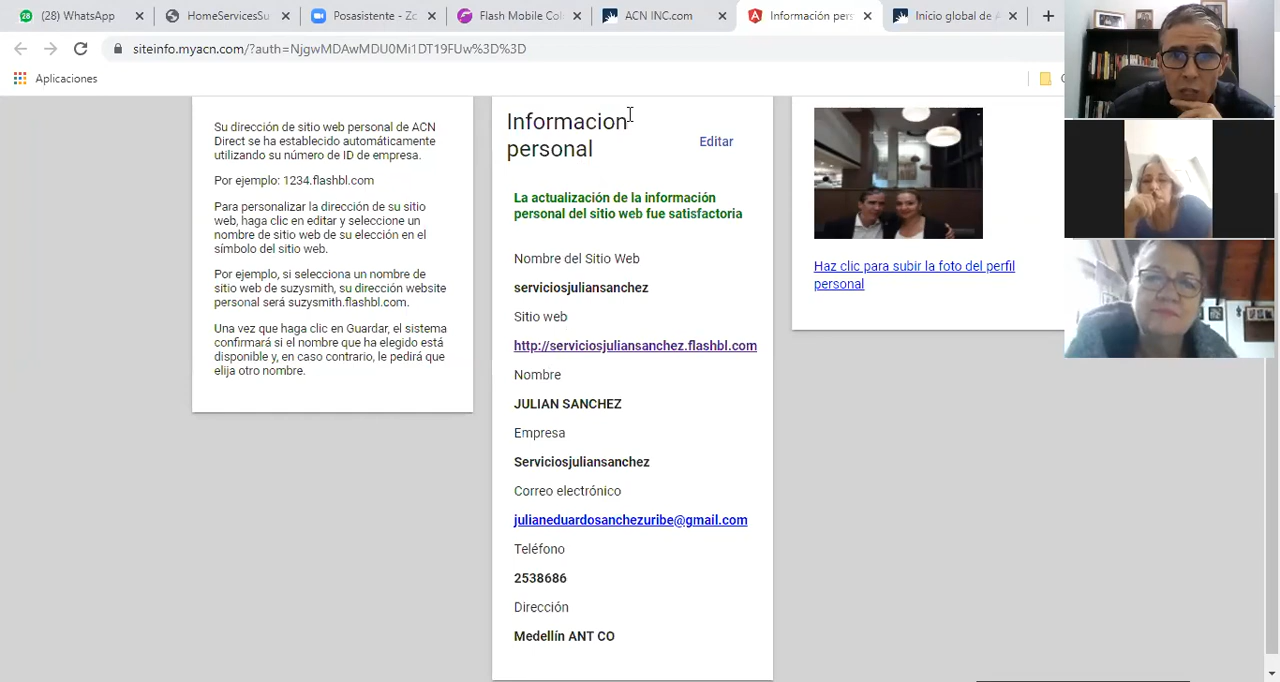 (28) WhatsApp
HomeServicesSu
Posasistente - Zc
Flash Mobile Col
ACN INC.com
Información pers
Inicio global de A
siteinfo.myacn.com/?auth=NjgwMDAwMDU0Mi1DT19FUw%3D%3D
Aplicaciones
Su dirección de sitio web personal de ACN
Direct se ha establecido automáticamente
utilizando su número de ID de empresa.
Por ejemplo: 1234.flashbl.com
Para personalizar la dirección de su sitio
web, haga clic en editar y seleccione un
nombre de sitio web de su elección en el
símbolo del sitio web.
Por ejemplo, si selecciona un nombre de
sitio web de suzysmith, su dirección website
personal será suzysmith.flashbl.com.
Una vez que haga clic en Guardar, el sistema
confirmará si el nombre que ha elegido está
disponible y, en caso contrario, le pedirá que
elija otro nombre.
Informacion
personal
Editar
La actualización de la información
personal del sitio web fue satisfactoria
Nombre del Sitio Web
serviciosjuliansanchez
Sitio web
http://serviciosjuliansanchez.flashbl.com
Nombre
JULIAN SANCHEZ
Empresa
Serviciosjuliansanchez
Correo electrónico
julianeduardosanchezuribe@gmail.com
Teléfono
2538686
Dirección
Medellín ANT CO
Haz clic para subir la foto del perfil
personal